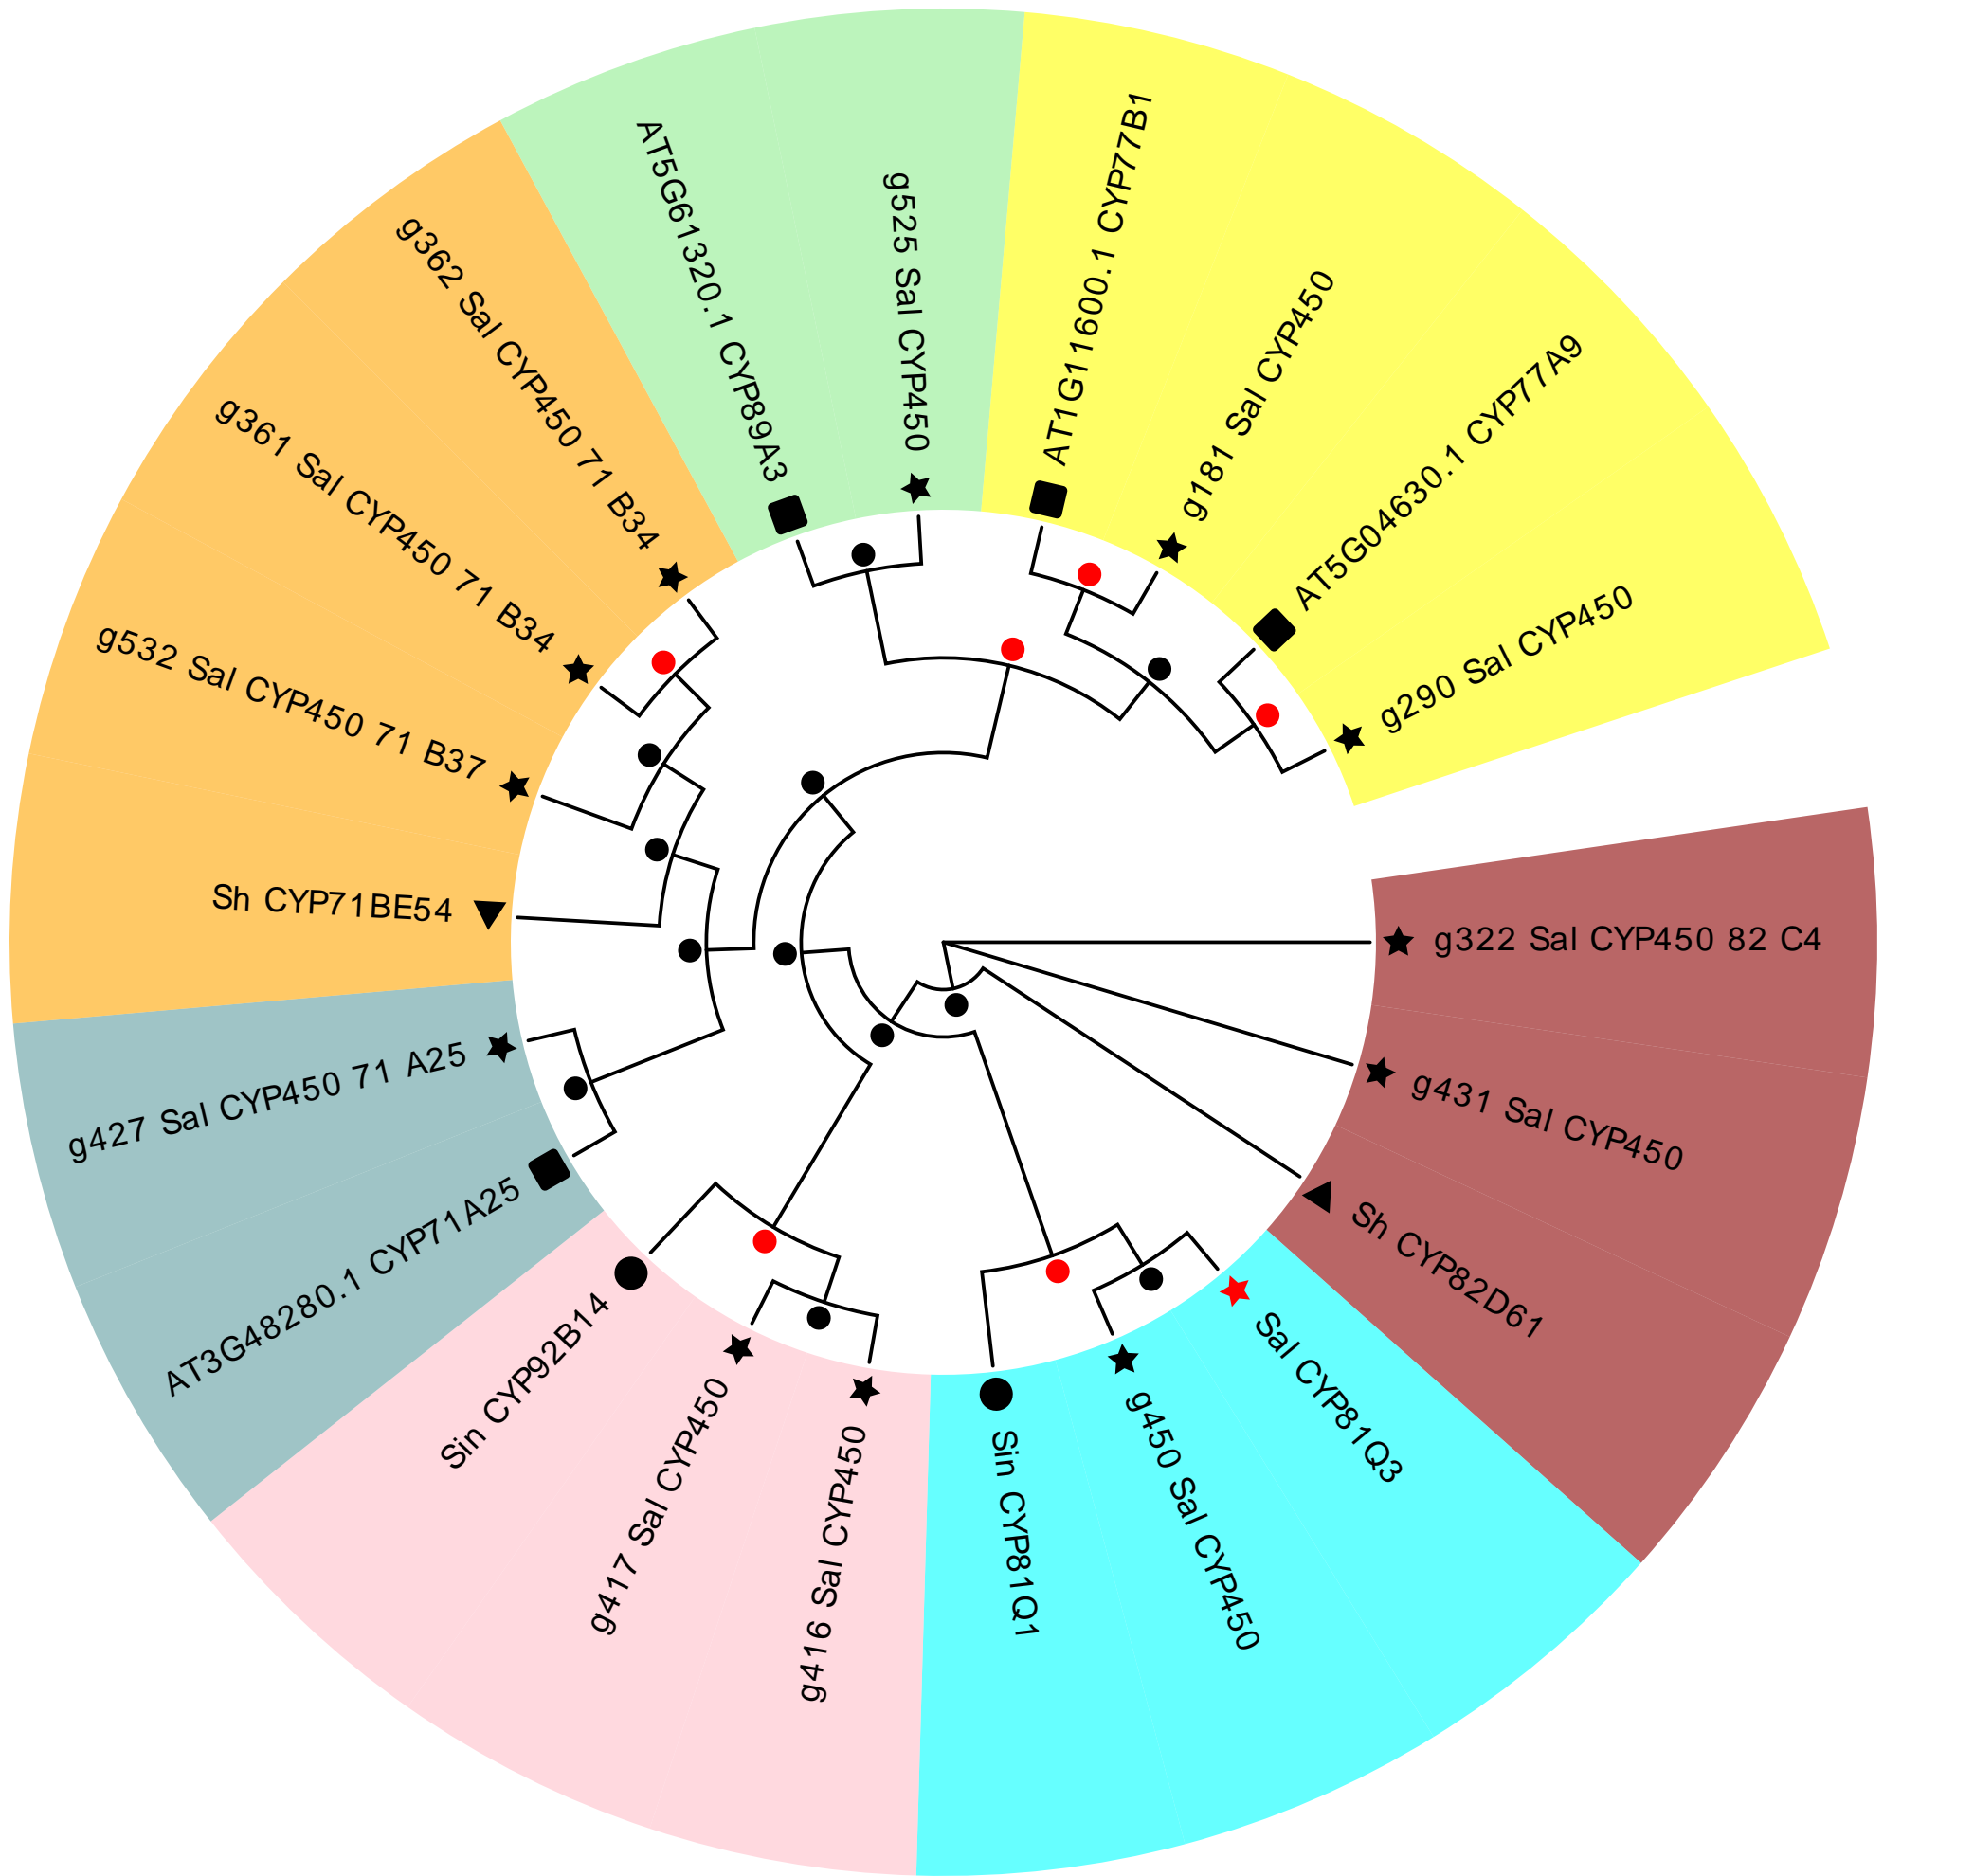 AT1G11600.1 CYP77B1
g181 Sal CYP450
AT5G04630.1 CYP77A9
g290 Sal CYP450
g322 Sal CYP450 82 C4
g431 Sal CYP450
Sh CYP82D61
Sal CYP81Q3
g450 Sal CYP450
Sin CYP81Q1
g416 Sal CYP450
g417 Sal CYP450
Sin CYP92B14
AT3G48280.1 CYP71A25
g427 Sal CYP450 71 A25
Sh CYP71BE54
g532 Sal CYP450 71 B37
g361 Sal CYP450 71 B34
g362 Sal CYP450 71 B34
AT5G61320.1 CYP89A3
g525 Sal CYP450